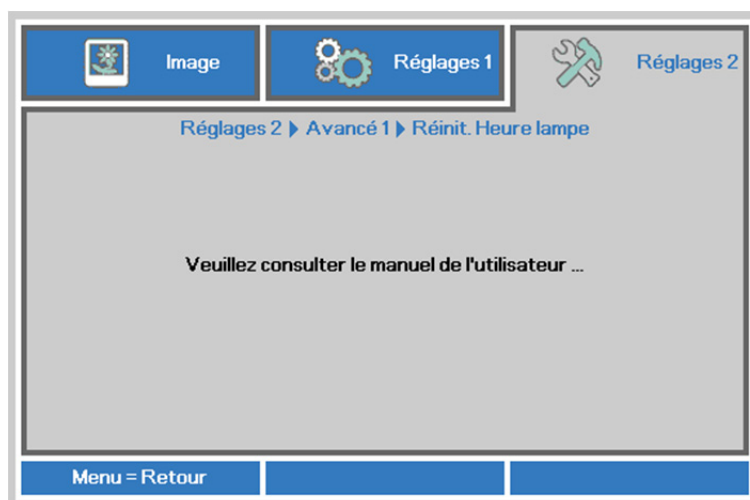 Image
Réglages 1
Réglages 2
Réglages 2 ▶ Avancé 1 ▶ Réinit. Heure lampe
Veuillez consulter le manuel de l'utilisateur ...
Menu = Retour